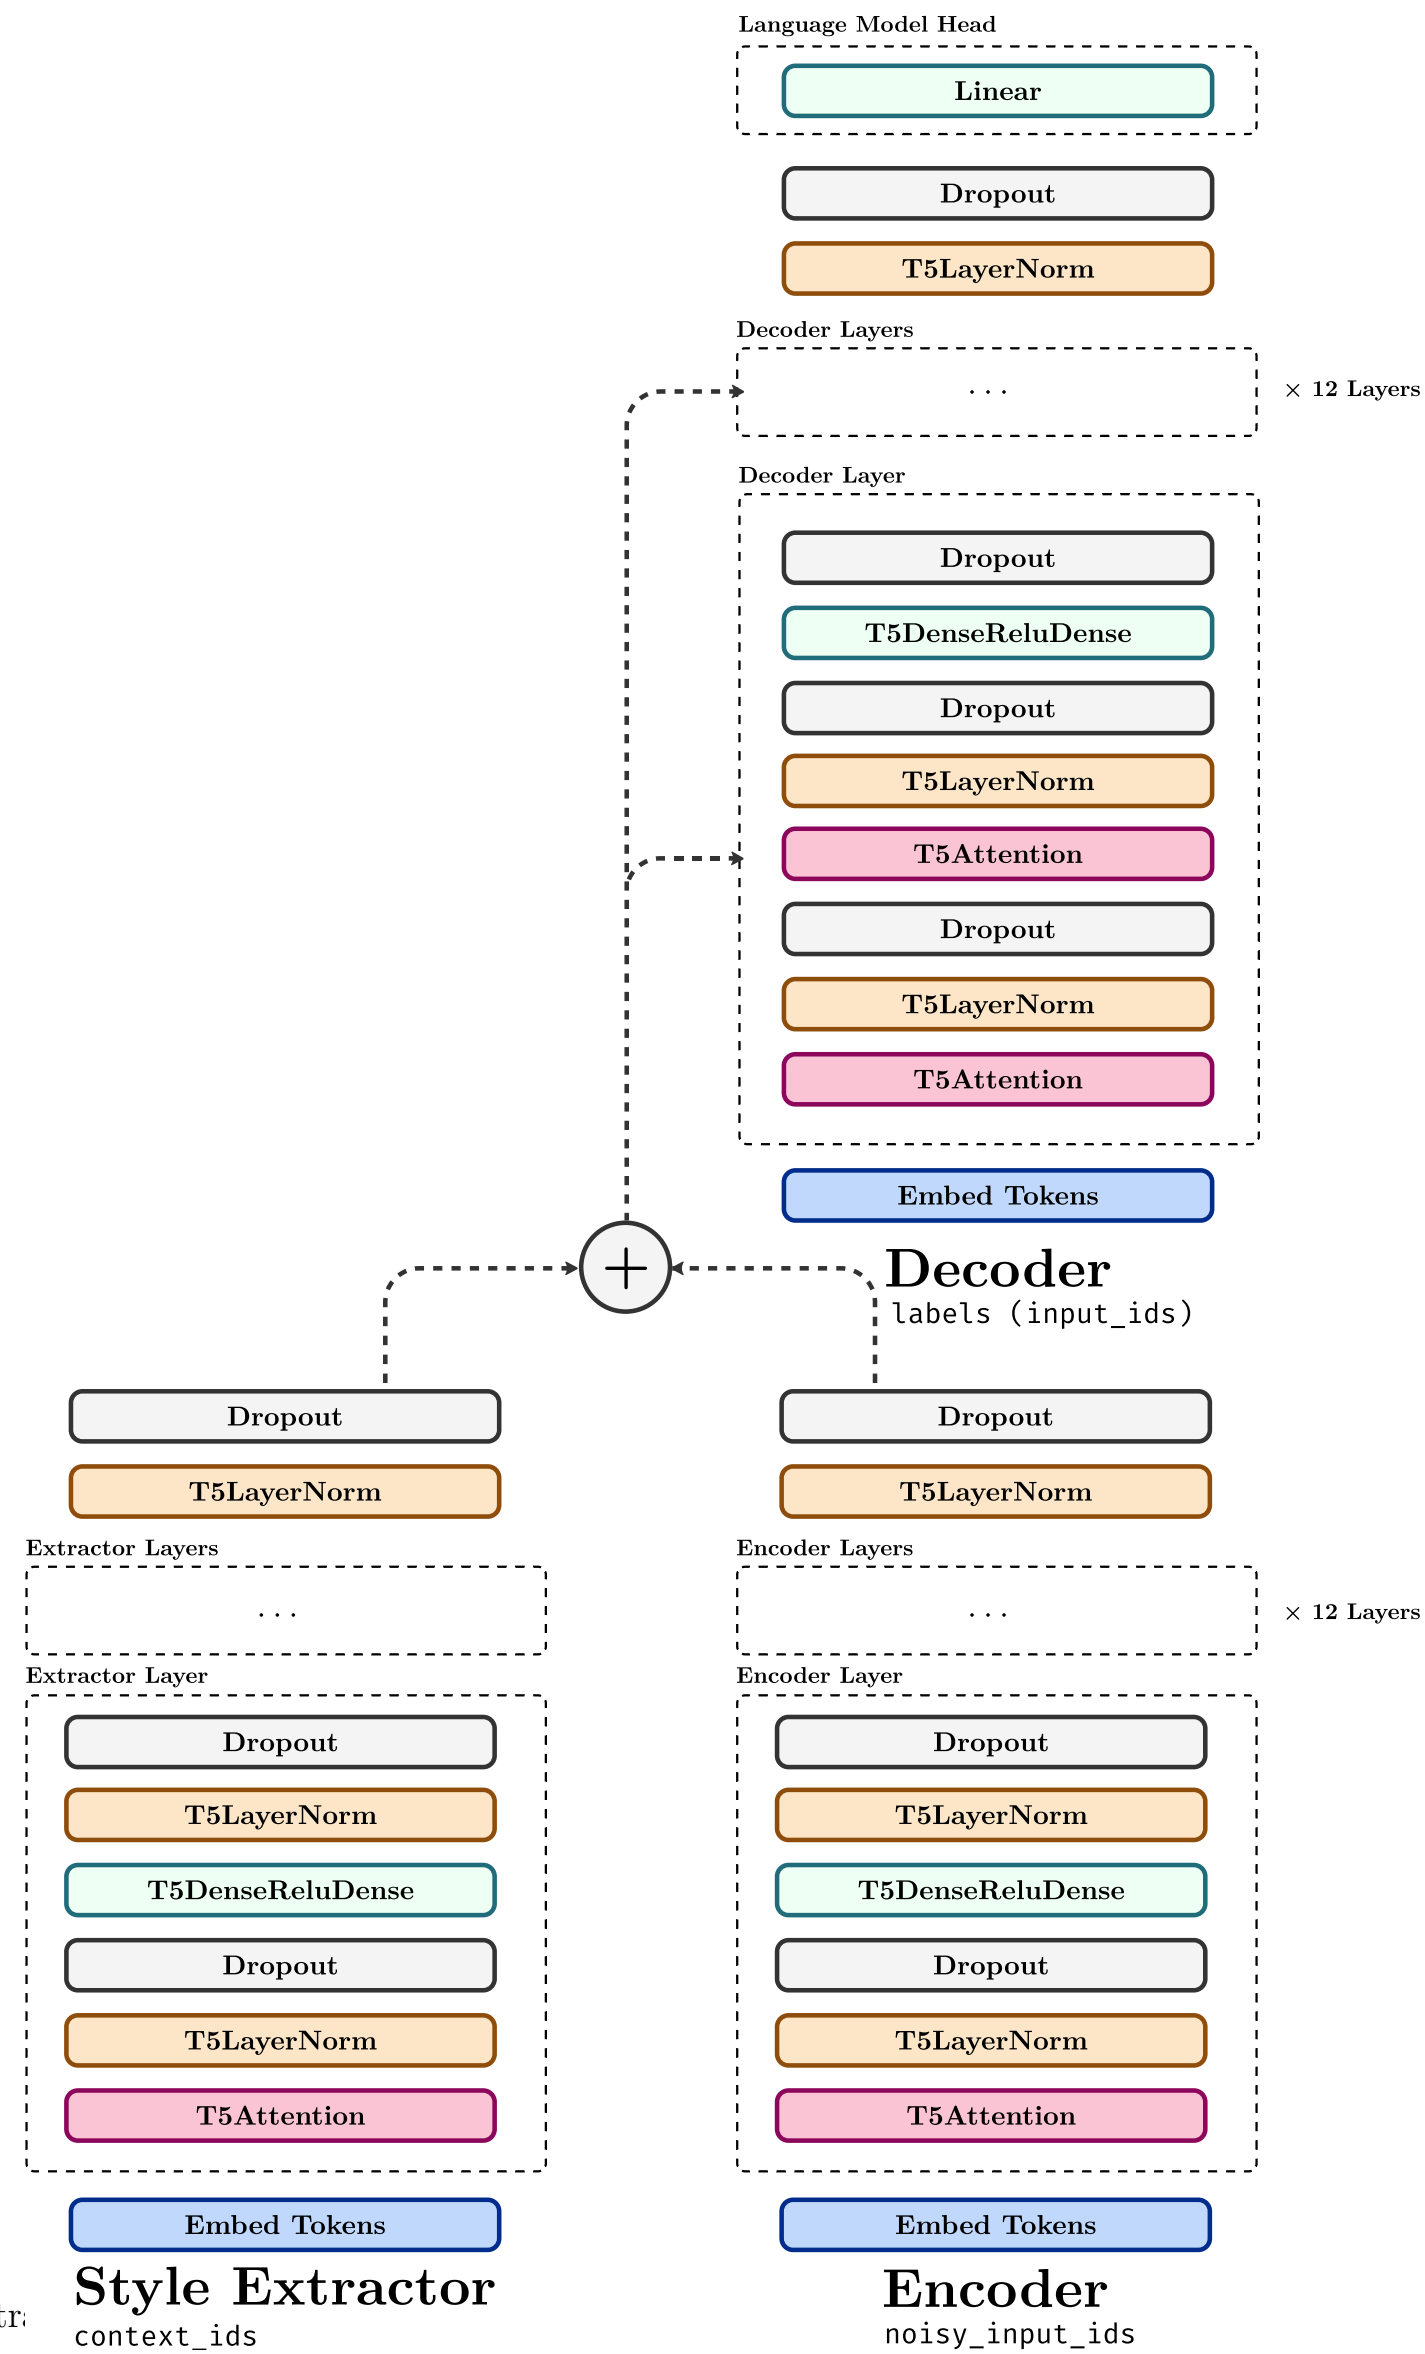 Language Model Head
Linear
Dropout
T5LayerNorm
Decoder Layers
. . .
× 12 Layers
Decoder Layer
Dropout
T5DenseReluDense
Dropout
T5LayerNorm
T5Attention
Dropout
T5LayerNorm
T5Attention
Embed Tokens
+
Decoder
labels (input_ids)
Dropout
T5LayerNorm
Extractor Layers
. . .
Extractor Layer
Dropout
T5LayerNorm
T5DenseReluDense
Dropout
T5LayerNorm
T5Attention
Embed Tokens
Style Extractor
context_ids
Dropout
T5LayerNorm
Encoder Layers
. . .
× 12 Layers
Encoder Layer
Dropout
T5LayerNorm
T5DenseReluDense
Dropout
T5LayerNorm
T5Attention
Embed Tokens
Encoder
noisy_input_ids